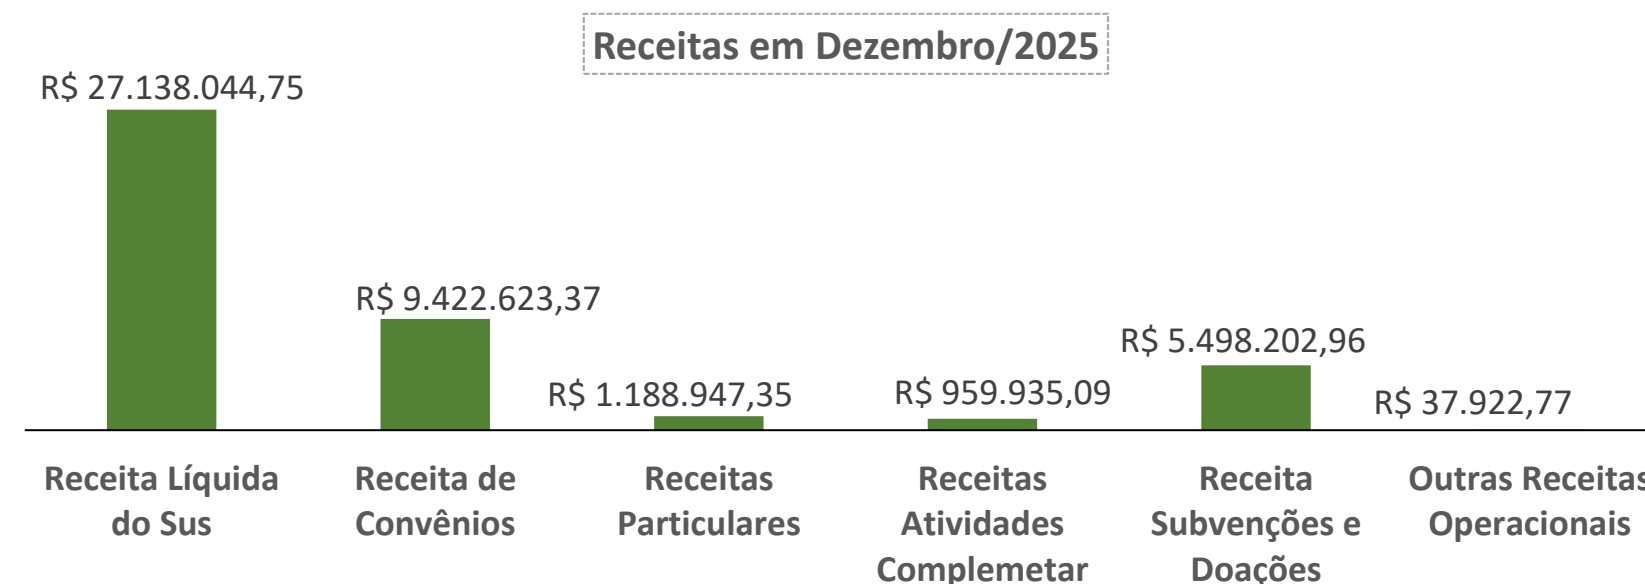 Receitas em Dezembro/2025
R$ 27.138.044,75
R$ 9.422.623,37
R$ 1.188.947,35
R$ 959.935,09
R$ 5.498.202,96
R$ 37.922,77
Receita Líquida
do Sus
Receita de
Convênios
Receitas
Particulares
Receitas
Atividades
Complemetar
Receita
Subvenções e
Doações
Outras Receitas
Operacionais